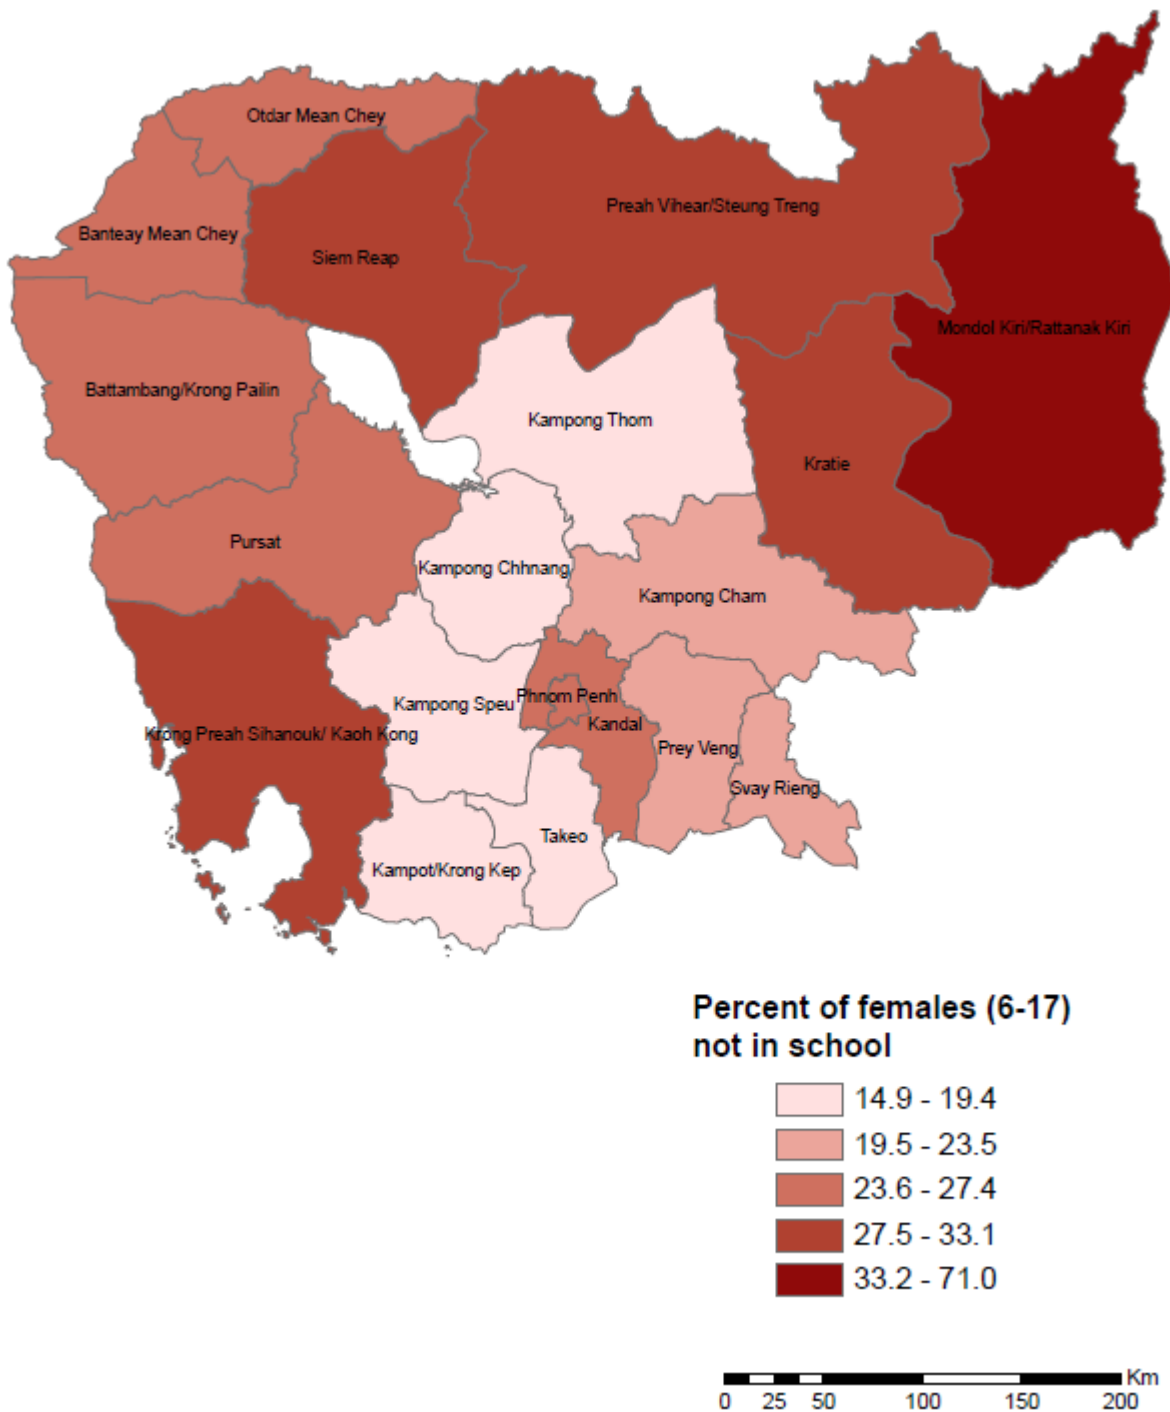 Otdar Mean Chey
Preah Vihear/Steung Treng
Banteay Mean Chey
Siem Reap
Mondol Kiri/Rattanak Kiri
Battambang/Krong Pailin
Kampong Thom
Kratie
Pursat
Kampong Chhnang
Kampong Cham
Phnom Penh
Kampong Speu
Kandal
Krong Preah Sihanouk/ Kaoh Kong
Prey Veng
Svay Rieng
Takeo
Kampot/Krong Kep
Percent of females (6-17)
not in school
14.9 - 19.4
19.5 - 23.5
23.6 - 27.4
27.5 - 33.1
33.2 - 71.0
Km
0 25 50 100 150 200